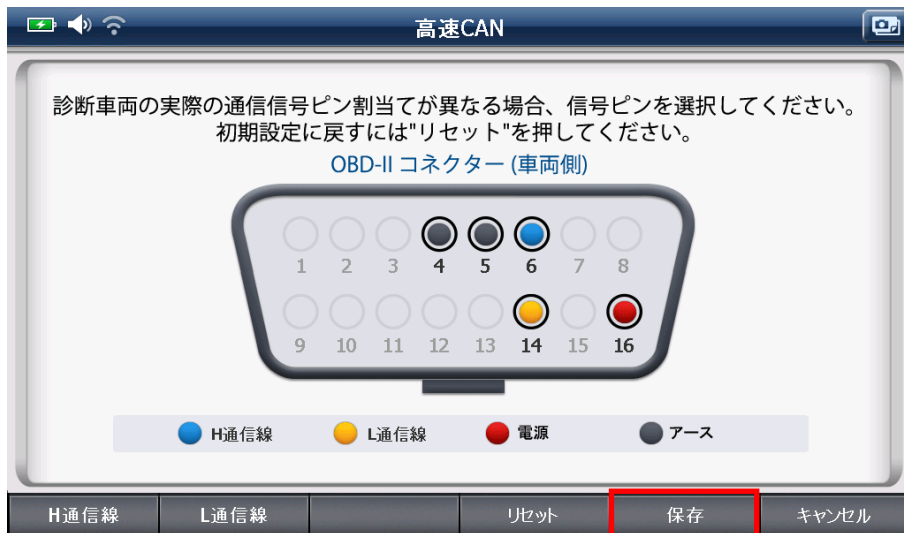 高速CAN
診断車両の実際の通信信号ピン割当てが異なる場合、信号ピンを選択してください。
初期設定に戻すには"リセット"を押してください。
OBD-II コネクター (車両側)
1 2 3 4 5 6 7 8
9 10 11 12 13 14 15 16
H通信線 L通信線 電源 アース
H通信線 L通信線 リセット 保存 キャンセル